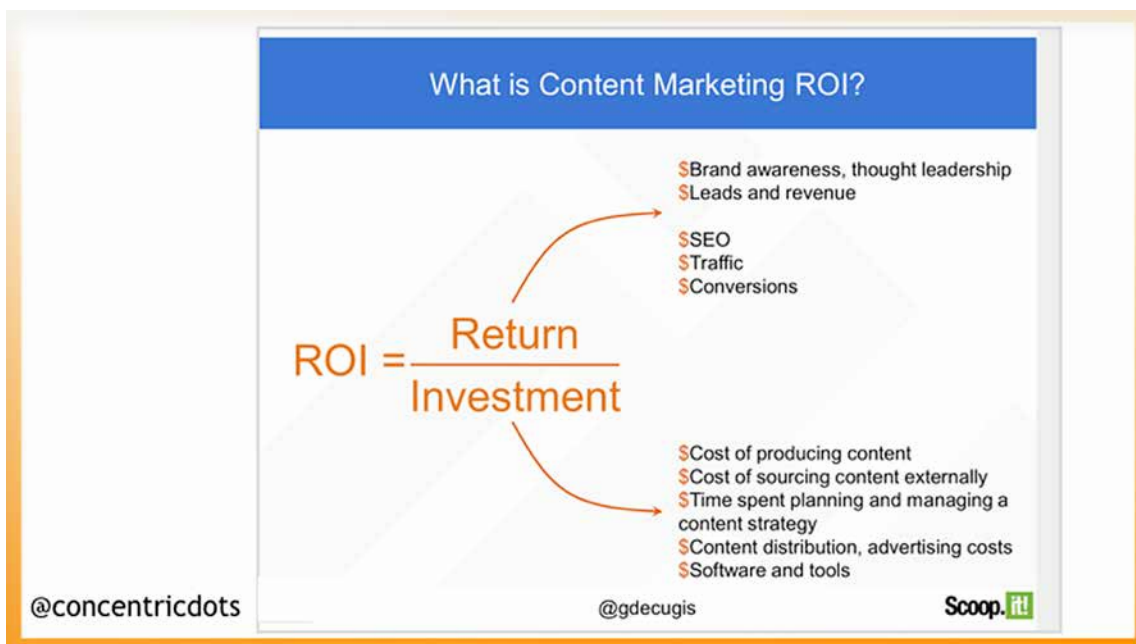 What is Content Marketing ROI?
$Brand awareness, thought leadership
$Leads and revenue
$SEO
$Traffic
$Conversions
ROI = Return
Investment
$Cost of producing content
$Cost of sourcing content externally
$Time spent planning and managing a
content strategy
$Content distribution, advertising costs
$Software and tools
@concentricdots
@gdecugis
Scoop.it!